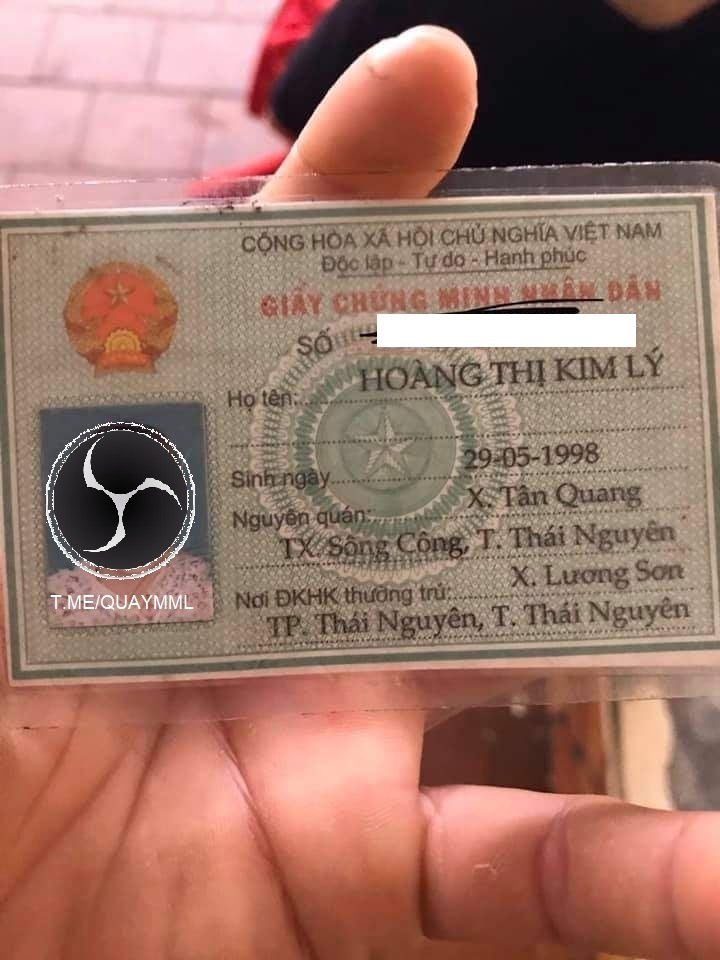 CỘNG HÒA XÃ HỘI CHỦ NGHĨA VIỆT NAM
Độc lập - Tự do - Hạnh phúc
GIẤY CHỨNG MINH NHÂN DÂN
SỐ
Họ tên: HOÀNG THỊ KIM LÝ
Sinh ngày 29-05-1998
Nguyên quán: X. Tân Quang
TX. Sông Công, T. Thái Nguyên
Nơi ĐKHK thường trú: X. Lương Sơn
TP. Thái Nguyên, T. Thái Nguyên
T.ME/QUAYMML